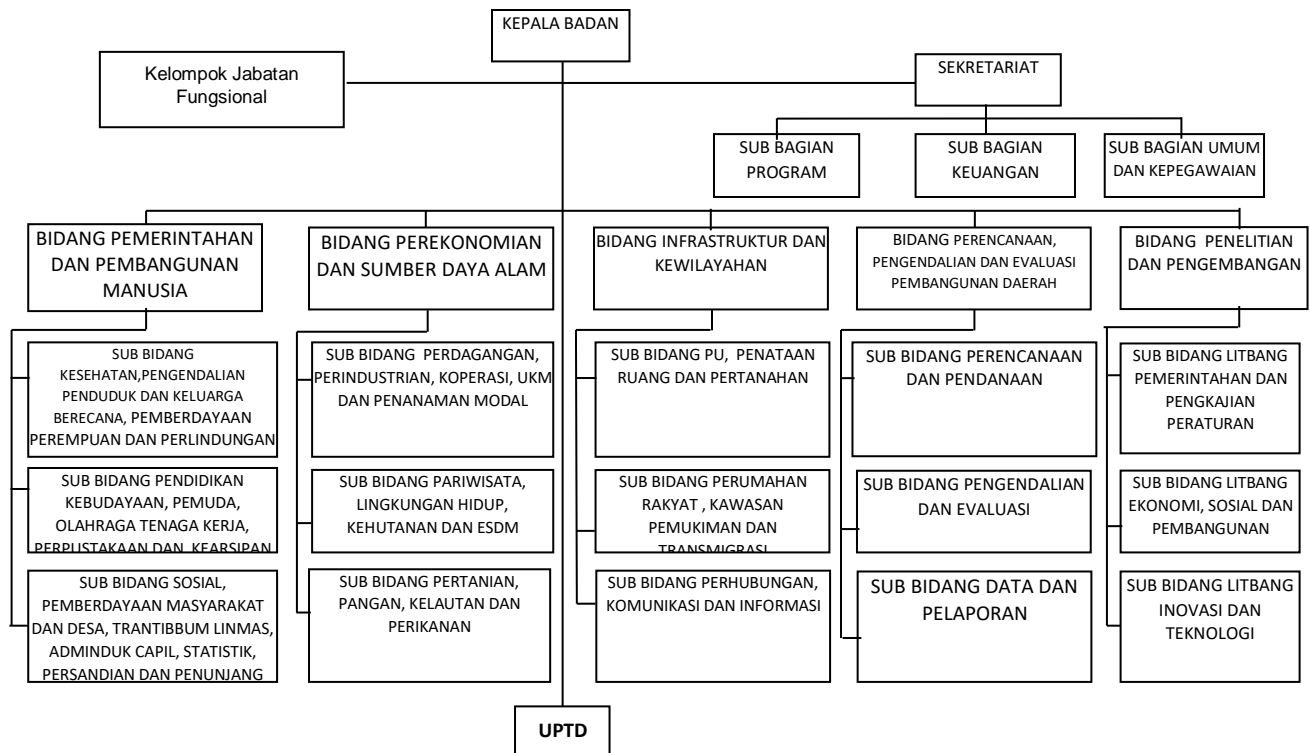 KEPALA BADAN
Kelompok Jabatan
Fungsional
SEKRETARIAT
SUB BAGIAN
PROGRAM
SUB BAGIAN
KEUANGAN
SUB BAGIAN UMUM
DAN KEPEGAWAIAN
BIDANG PEMERINTAHAN
DAN PEMBANGUNAN
MANUSIA
BIDANG PEREKONOMIAN
DAN SUMBER DAYA ALAM
BIDANG INFRASTRUKTUR DAN
KEWILAYAHAN
BIDANG PERENCANAAN,
PENGENDALIAN DAN EVALUASI
PEMBANGUNAN DAERAH
BIDANG PENELITIAN
DAN PENGEMBANGAN
SUB BIDANG
KESEHATAN,PENGENDALIAN
PENDUDUK DAN KELUARGA
BERECANA, PEMBERDAYAAN
PEREMPUAN DAN PERLINDUNGAN
SUB BIDANG PERDAGANGAN,
PERINDUSTRIAN, KOPERASI, UKM
DAN PENANAMAN MODAL
SUB BIDANG PU, PENATAAN
RUANG DAN PERTANAHAN
SUB BIDANG PERENCANAAN
DAN PENDANAAN
SUB BIDANG LITBANG
PEMERINTAHAN DAN
PENGKAJIAN
PERATURAN
SUB BIDANG PENDIDIKAN
KEBUDAYAAN, PEMUDA,
OLAHRAGA TENAGA KERJA,
PERPUSTAKAAN DAN KEARSIPAN
SUB BIDANG PARIWISATA,
LINGKUNGAN HIDUP,
KEHUTANAN DAN ESDM
SUB BIDANG PERUMAHAN
RAKYAT , KAWASAN
PEMUKIMAN DAN
TRANSMIGRASI
SUB BIDANG PENGENDALIAN
DAN EVALUASI
SUB BIDANG LITBANG
EKONOMI, SOSIAL DAN
PEMBANGUNAN
SUB BIDANG SOSIAL,
PEMBERDAYAAN MASYARAKAT
DAN DESA, TRANTIBBUM LINMAS,
ADMINDUK CAPIL, STATISTIK,
PERSANDIAN DAN PENUNJANG
SUB BIDANG PERTANIAN,
PANGAN, KELAUTAN DAN
PERIKANAN
SUB BIDANG PERHUBUNGAN,
KOMUNIKASI DAN INFORMASI
SUB BIDANG DATA DAN
PELAPORAN
SUB BIDANG LITBANG
INOVASI DAN
TEKNOLOGI
UPTD